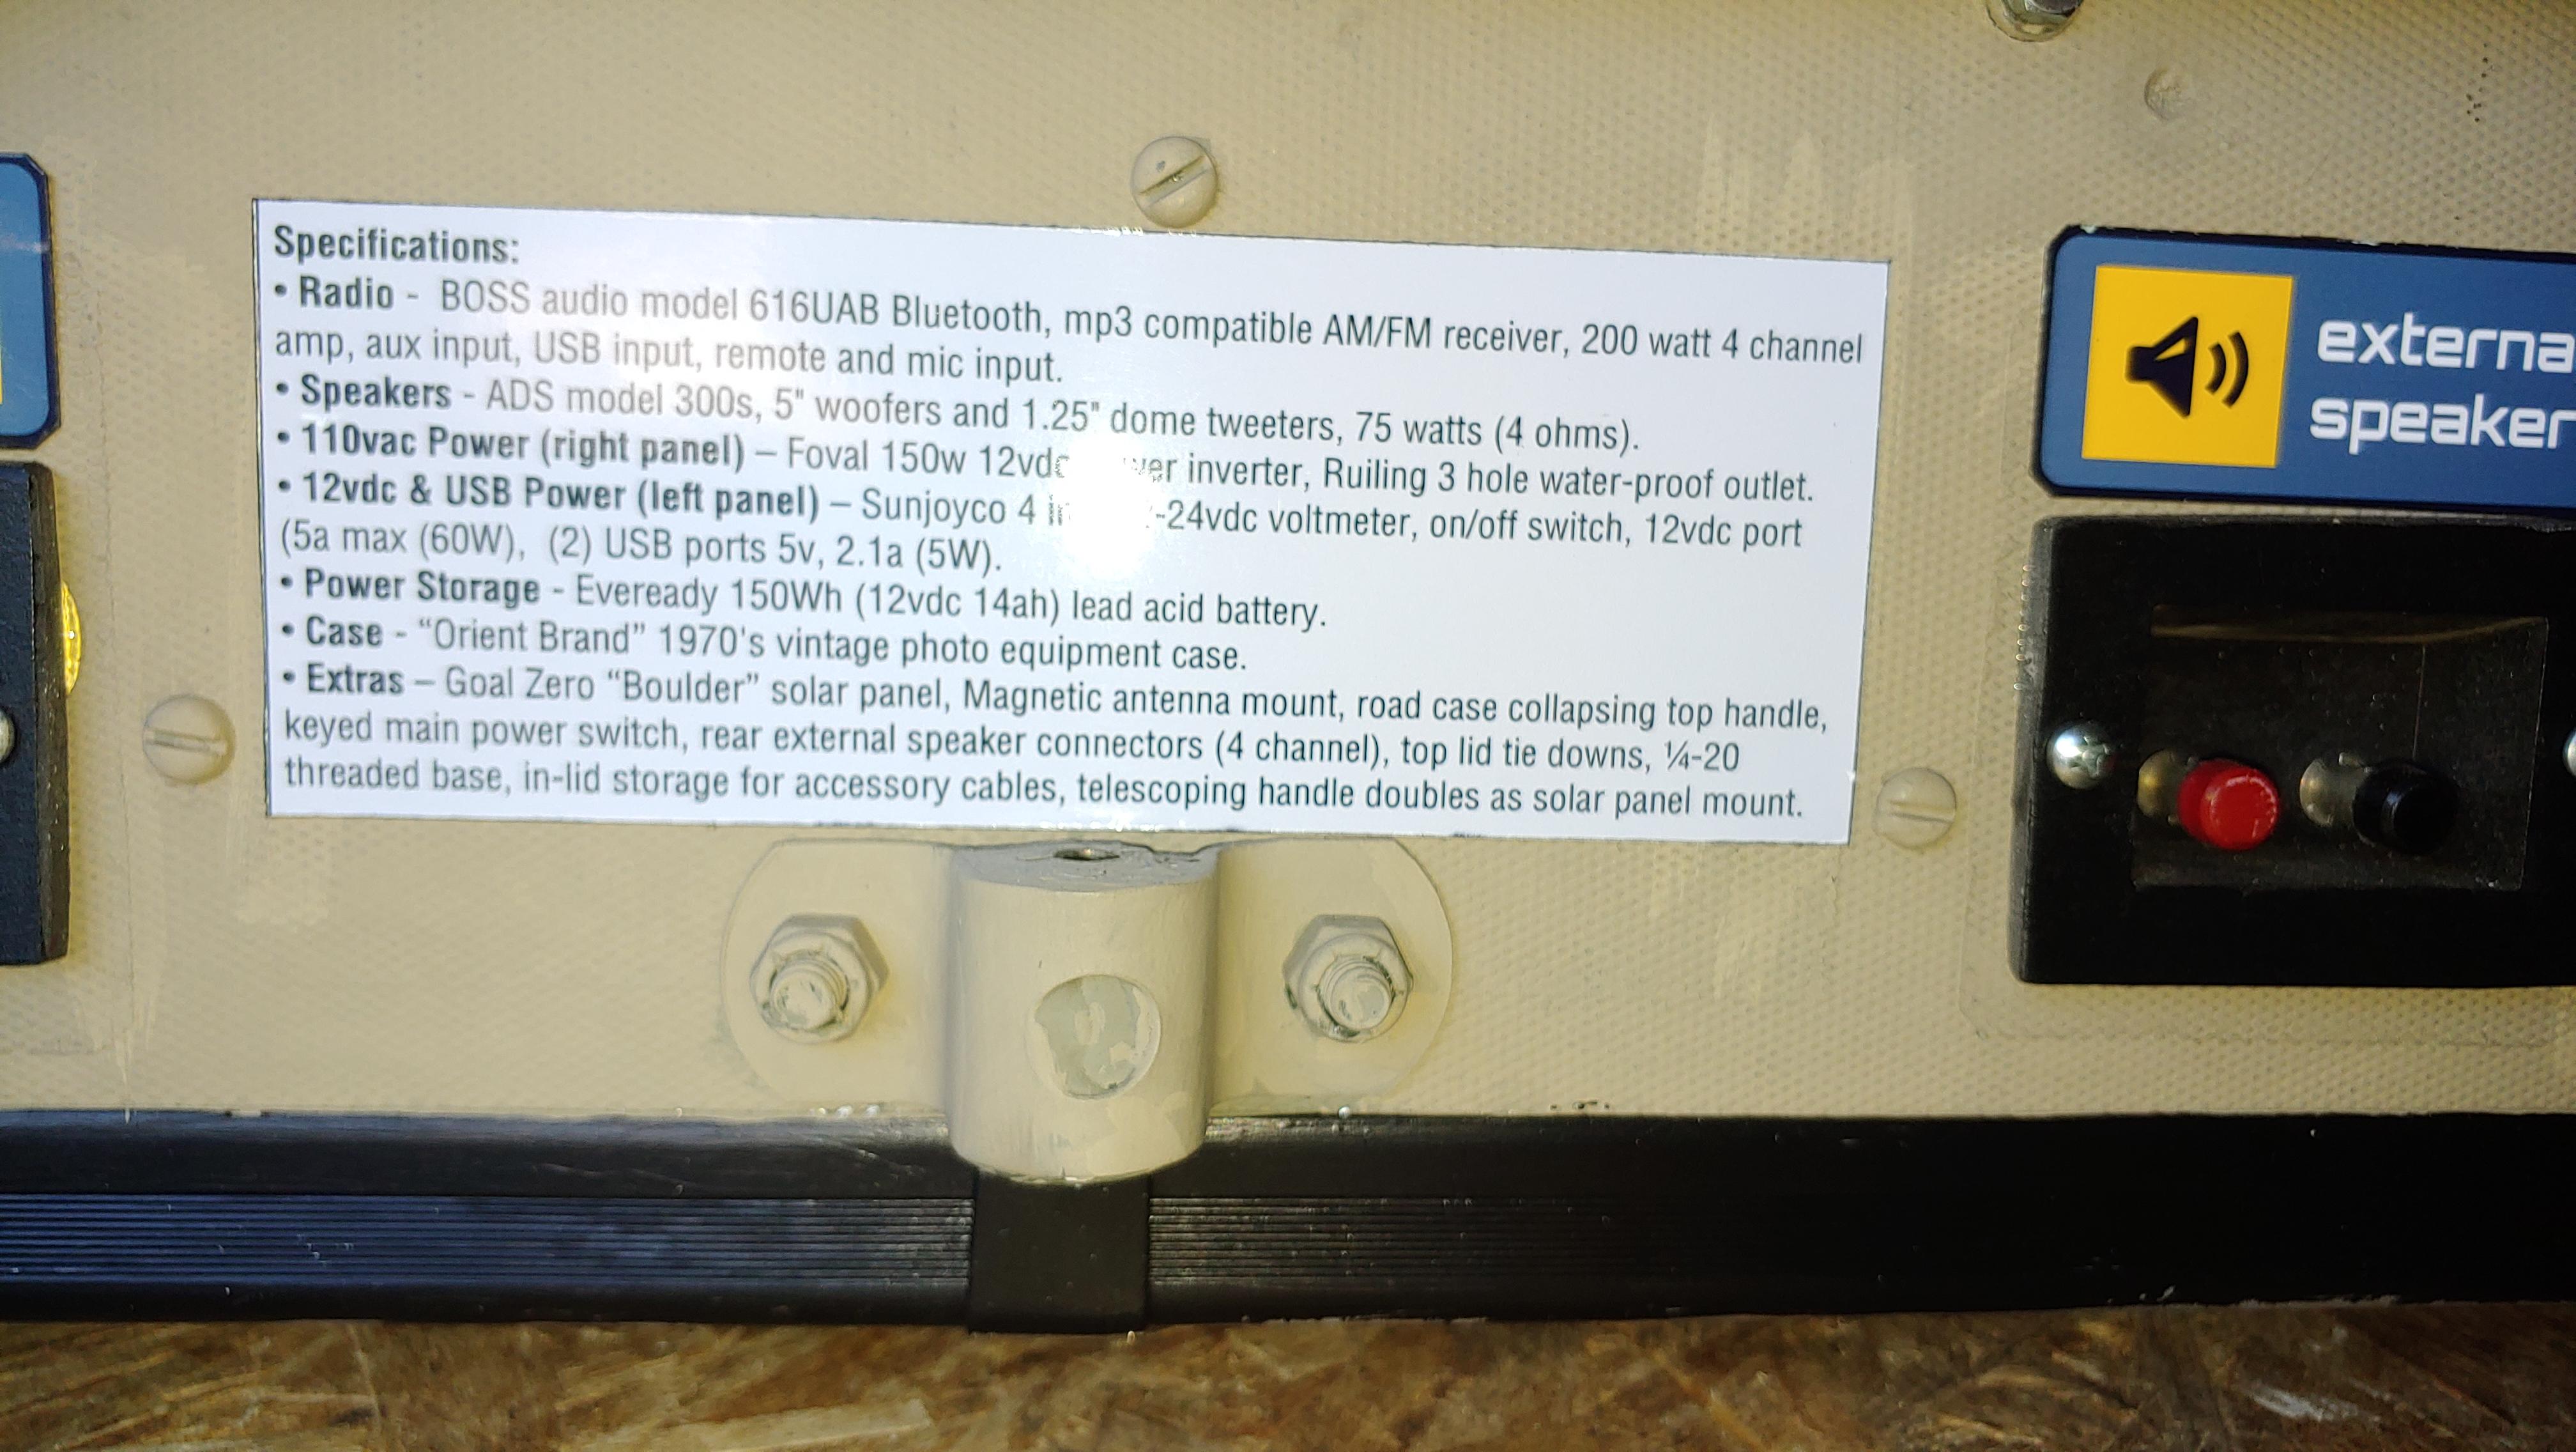 Specifications:
• Radio - BOSS audio model 616UAB Bluetooth, mp3 compatible AM/FM receiver, 200 watt 4 channel
amp, aux input, USB input, remote and mic input.
• Speakers - ADS model 300s, 5" woofers and 1.25" dome tweeters, 75 watts (4 ohms).
• 110vac Power (right panel) – Foval 150w 12vdc inverter, Ruiling 3 hole water-proof outlet.
• 12vdc & USB Power (left panel) – Sunjoyco 4 -24vdc voltmeter, on/off switch, 12vdc port
(5a max (60W), (2) USB ports 5v, 2.1a (5W).
• Power Storage - Eveready 150Wh (12vdc 14ah) lead acid battery.
• Case - “Orient Brand” 1970's vintage photo equipment case.
• Extras – Goal Zero “Boulder” solar panel, Magnetic antenna mount, road case collapsing top handle,
keyed main power switch, rear external speaker connectors (4 channel), top lid tie downs, ¼-20
threaded base, in-lid storage for accessory cables, telescoping handle doubles as solar panel mount.
externa
speaker